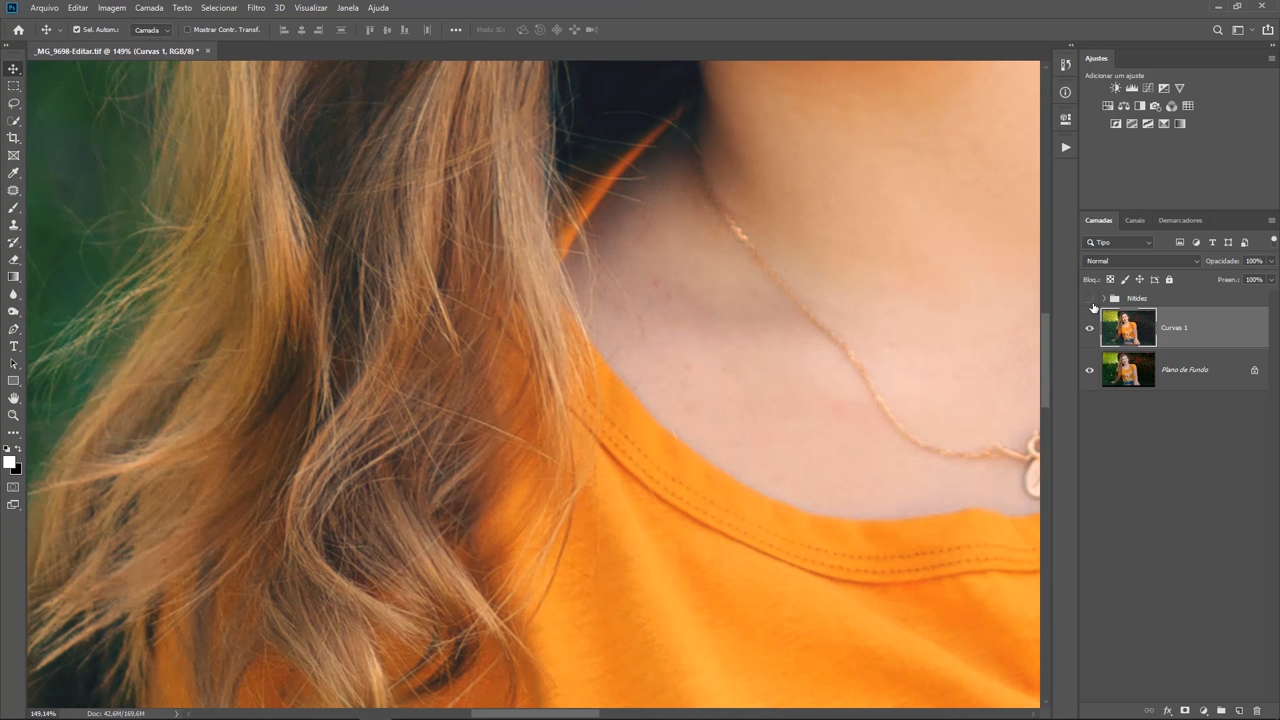 Ps Arquivo Editar Imagem Camada Texto Selecionar Filtro 3D Visualizar Janela Ajuda
Sel. Autom.: Camada Mostrar Contr. Transf. ••• Modo 3D:
_MG_9698-Editar.tif @ 149% (Curvas 1, RGB/8) * ×
Ajustes
Adicionar um ajuste
Camadas Canais Demarcadores
Tipo
Normal Opacidade: 100%
Bloq.: Preen.: 100%
Nitidez
Curvas 1
Plano de Fundo
T
149,14% Doc: 42,6M/169,6M
fx